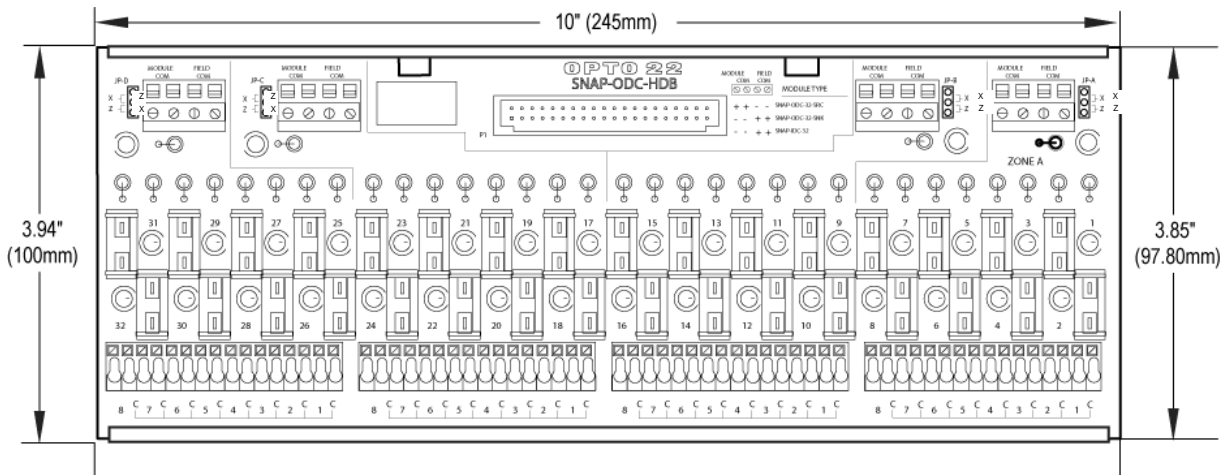 10" (245mm)
OPTO 22
SNAP-ODC-HDB
MODULE COM FIELD COM
MODULE COM FIELD COM
MODULE COM FIELD COM
MODULE COM FIELD COM
MODULE COM FIELD COM
JP-D
JP-C
JP-B
JP-A
X Z Z X
X Z Z X
X Z X Z
X Z X Z
MODULE TYPE
+ + - - SNAP-ODC-32-SRC
- - + + SNAP-ODC-32-SNK
- - + + SNAP-IDC-32
P1
ZONE A
3.94"
(100mm)
3.85"
(97.80mm)
31 29 27 25 23 21 19 17 15 13 11 9 7 5 3 1
32 30 28 26 24 22 20 18 16 14 12 10 8 6 4 2
8 C 7 C 6 C 5 C 4 C 3 C 2 C 1 C 8 C 7 C 6 C 5 C 4 C 3 C 2 C 1 C 8 C 7 C 6 C 5 C 4 C 3 C 2 C 1 C 8 C 7 C 6 C 5 C 4 C 3 C 2 C 1 C